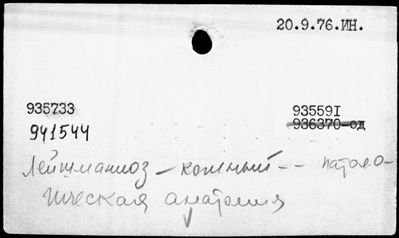 20.9.76.ИН.
935733 935591
941544 936370-од
Лейшманиоз - кожный -- патоло-
гическая анатомия